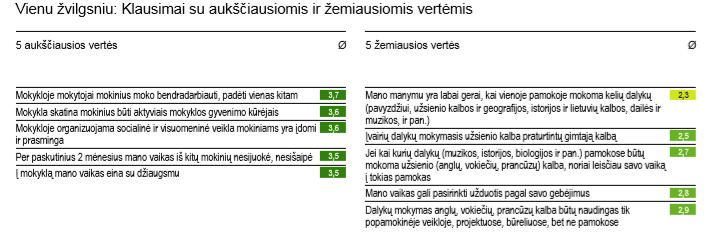 Vienu žvilgsniu: Klausimai su aukščiausiomis ir žemiausiomis vertėmis
5 aukščiausios vertės Ø
Mokykloje mokytojai mokinius moko bendradarbiauti, padėti vienas kitam 3,7
Mokykla skatina mokinius būti aktyviais mokyklos gyvenimo kūrėjais 3,6
Mokykloje organizuojama socialinė ir visuomeninė veikla mokiniams yra įdomi 3,6
ir prasminga
Per paskutinius 2 mėnesius mano vaikas iš kitų mokinių nesijuokė, nesišaipė 3,5
Į mokyklą mano vaikas eina su džiaugsmu 3,5
5 žemiausios vertės Ø
Mano manymu yra labai gerai, kai vienoje pamokoje mokoma kelių dalykų 2,3
(pavyzdžiui, užsienio kalbos ir geografijos, istorijos ir lietuvių kalbos, dailės ir
muzikos, ir pan.)
Įvairių dalykų mokymasis užsienio kalba praturtintų gimtąją kalbą 2,5
Jei kai kurių dalykų (muzikos, istorijos, biologijos ir pan.) pamokose būtų 2,7
mokoma užsienio (anglų, vokiečių, prancūzų) kalba, noriai leisčiau savo vaiką
į tokias pamokas
Mano vaikas gali pasirinkti užduotis pagal savo gebėjimus 2,8
Dalykų mokymas anglų, vokiečių, prancūzų kalba būtų naudingas tik 2,9
popamokinėje veikloje, projektuose, būreliuose, bet ne pamokose